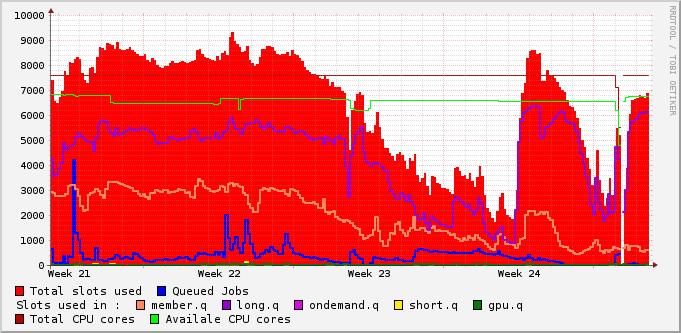 10000
9000
8000
7000
6000
5000
4000
3000
2000
1000
0
Week 21 Week 22 Week 23 Week 24
Total slots used Queued Jobs
Slots used in : member.q long.q ondemand.q short.q gpu.q
Total CPU cores Availale CPU cores
RRDTOOL / TOBI OETIKER